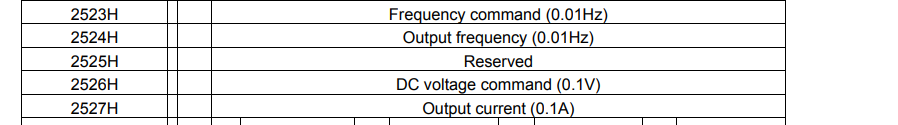 2523H Frequency command (0.01Hz)
2524H Output frequency (0.01Hz)
2525H Reserved
2526H DC voltage command (0.1V)
2527H Output current (0.1A)